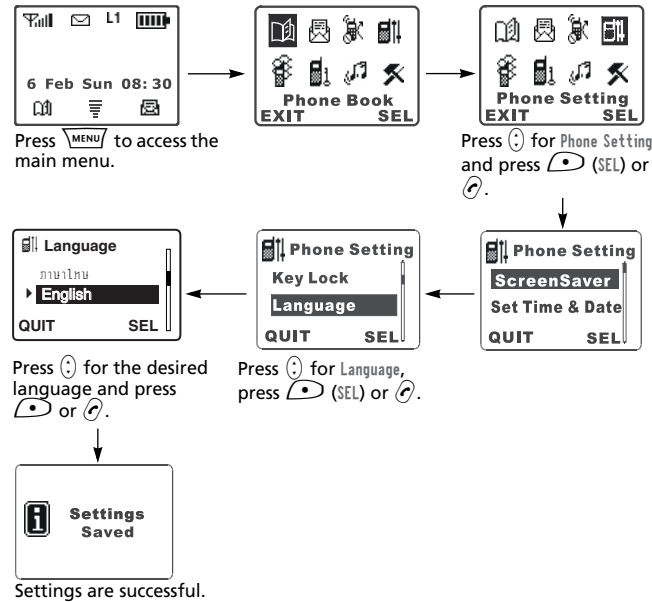 L1
6 Feb Sun 08:30
Press MENU to access the
main menu.
Phone Book
EXIT SEL
Phone Setting
EXIT SEL
Press for Phone Setting
and press (SEL) or
.
Phone Setting
ScreenSaver
Set Time & Date
QUIT SEL
Phone Setting
Key Lock
Language
QUIT SEL
Press for Language,
press (SEL) or .
Language
ภาษาไทย
English
QUIT SEL
Press for the desired
language and press
or .
Settings
Saved
Settings are successful.